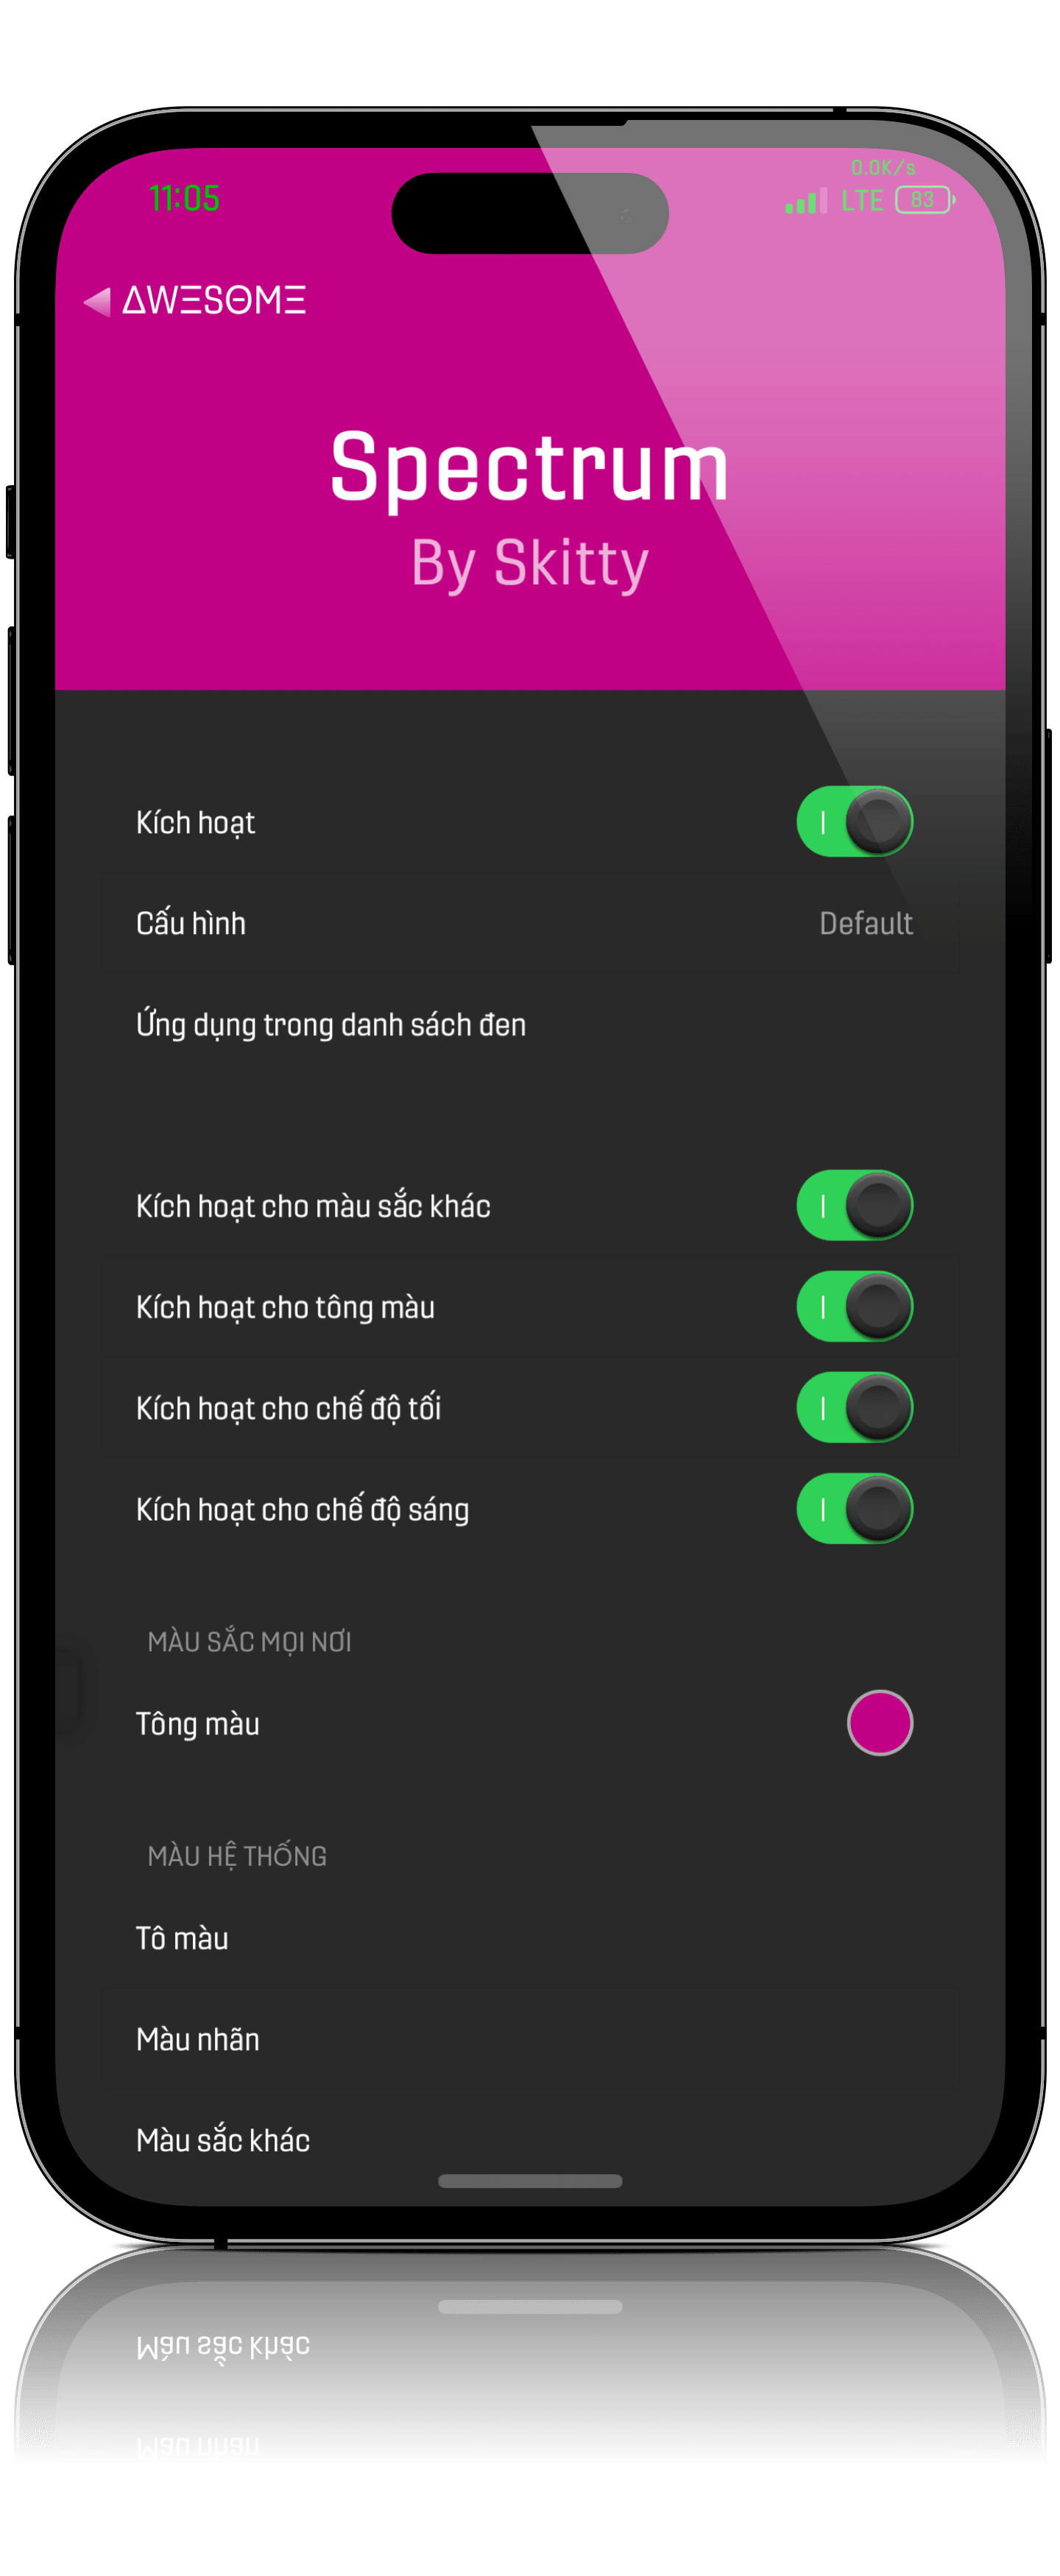 11:05
0.0K/s
LTE 83
ΔWΞSΘMΞ
Spectrum
By Skitty
Kích hoạt
Cấu hình Default
Ứng dụng trong danh sách đen
Kích hoạt cho màu sắc khác
Kích hoạt cho tông màu
Kích hoạt cho chế độ tối
Kích hoạt cho chế độ sáng
MÀU SẮC MỌI NƠI
Tông màu
MÀU HỆ THỐNG
Tô màu
Màu nhãn
Màu sắc khác